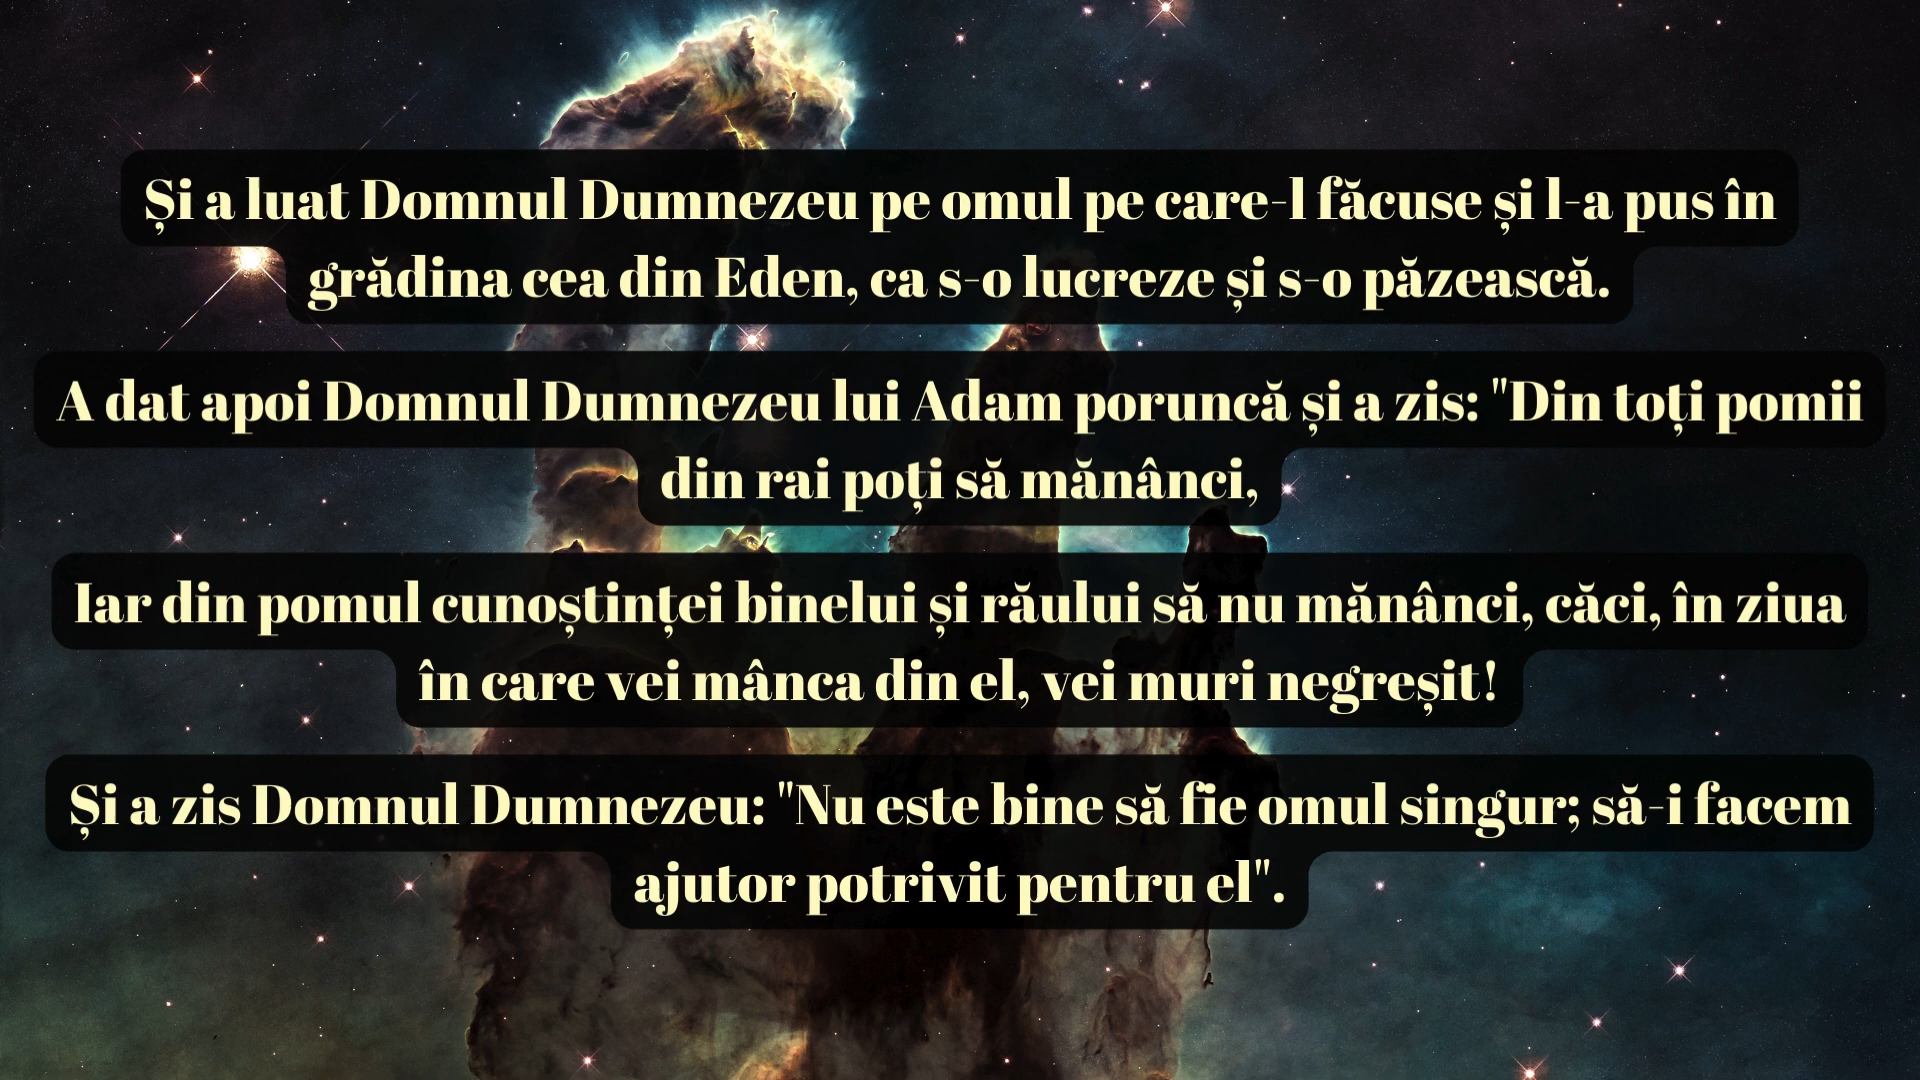 Și a luat Domnul Dumnezeu pe omul pe care-l făcuse și l-a pus în
grădina cea din Eden, ca s-o lucreze și s-o păzească.
A dat apoi Domnul Dumnezeu lui Adam poruncă și a zis: "Din toți pomii
din rai poți să mănânci,
Iar din pomul cunoștinței binelui și răului să nu mănânci, căci, în ziua
în care vei mânca din el, vei muri negreșit!
Și a zis Domnul Dumnezeu: "Nu este bine să fie omul singur; să-i facem
ajutor potrivit pentru el".